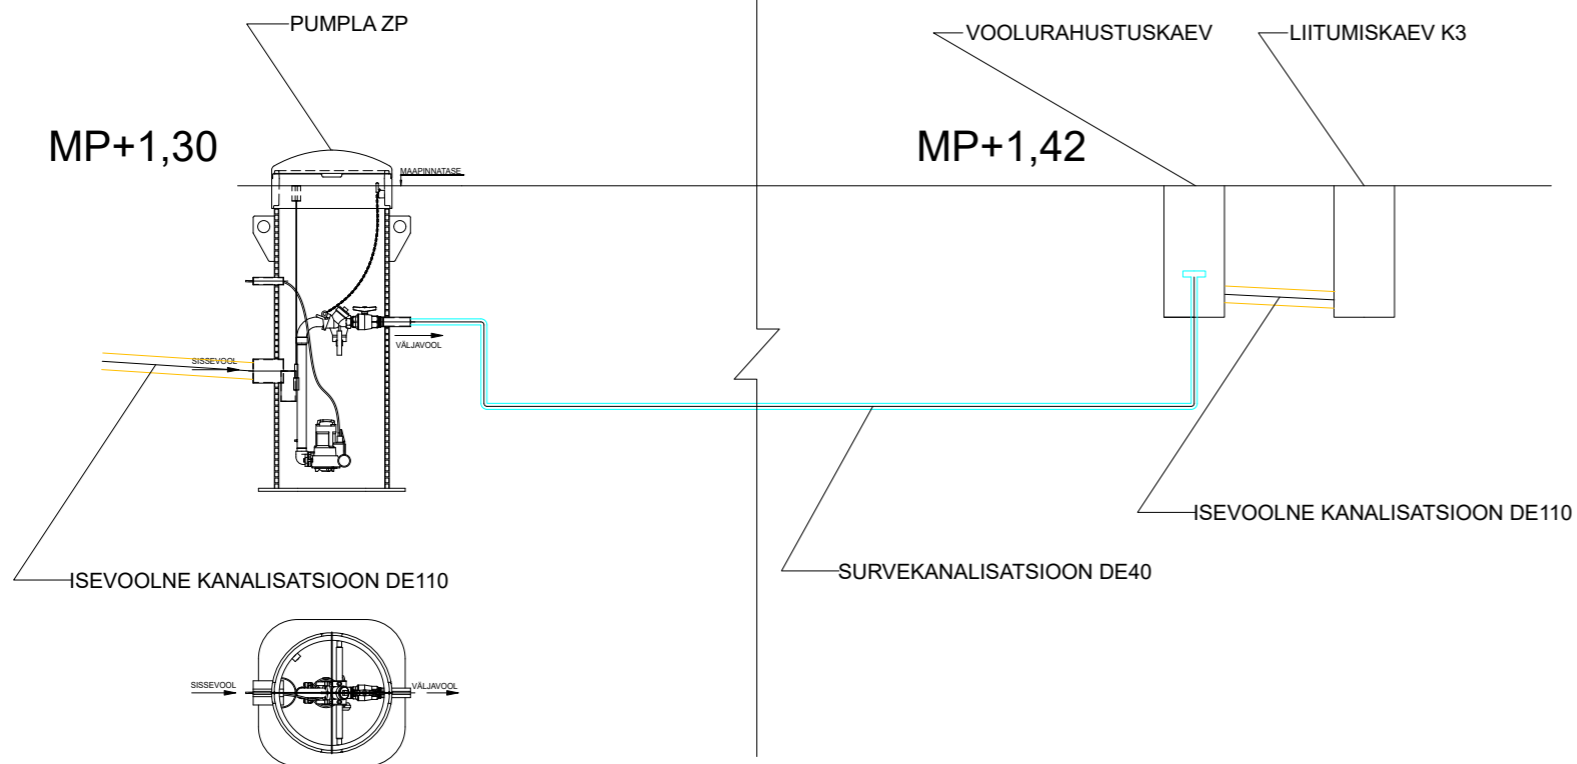 PUMPLA ZP
VOOLURAHUSTUSKAEV
LIITUMISKAEV K3
MP+1,30
MP+1,42
MAAPINNATASE
VÄLJAVOOL
SISSEVOOL
ISEVOOLNE KANALISATSIOON DE110
SURVEKANALISATSIOON DE40
ISEVOOLNE KANALISATSIOON DE110
SISSEVOOL
VÄLJAVOOL